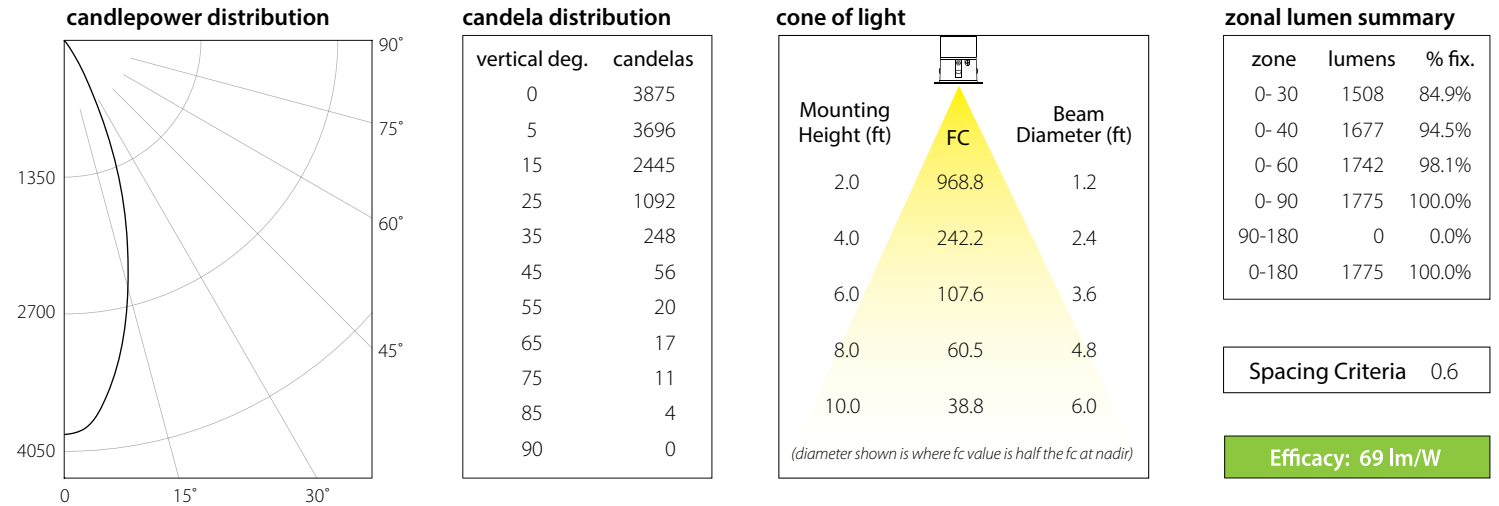 candlepower distribution
90˚
75˚
60˚
45˚
1350
2700
4050
0 15˚ 30˚
candela distribution
vertical deg. candelas
0 3875
5 3696
15 2445
25 1092
35 248
45 56
55 20
65 17
75 11
85 4
90 0
cone of light
Mounting
Height (ft)
FC
Beam
Diameter (ft)
2.0 968.8 1.2
4.0 242.2 2.4
6.0 107.6 3.6
8.0 60.5 4.8
10.0 38.8 6.0
(diameter shown is where fc value is half the fc at nadir)
zonal lumen summary
zone lumens % fix.
0- 30 1508 84.9%
0- 40 1677 94.5%
0- 60 1742 98.1%
0- 90 1775 100.0%
90-180 0 0.0%
0-180 1775 100.0%
Spacing Criteria 0.6
Efficacy: 69 lm/W